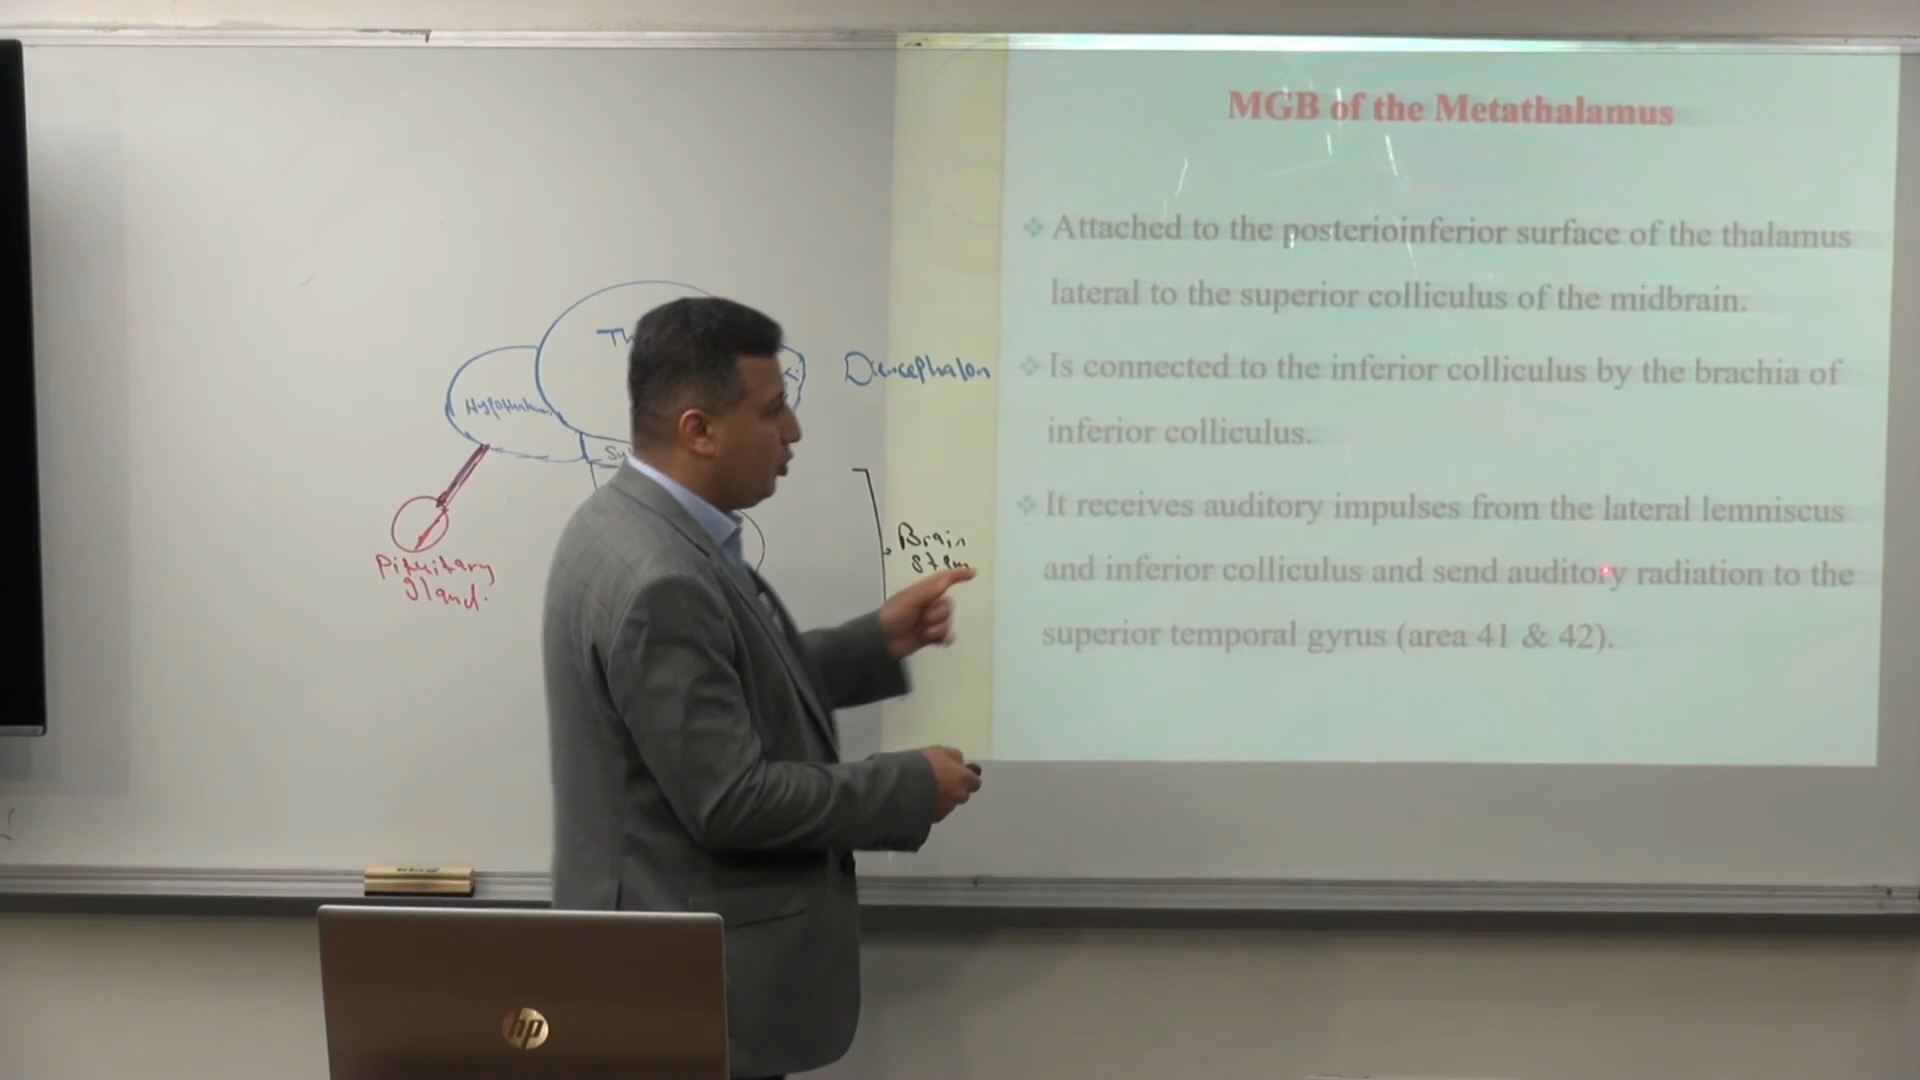 MGB of the Metathalamus
Attached to the posterioinferior surface of the thalamus
lateral to the superior colliculus of the midbrain.
Is connected to the inferior colliculus by the brachia of
inferior colliculus.
It receives auditory impulses from the lateral lemniscus
and inferior colliculus and send auditory radiation to the
superior temporal gyrus (area 41 & 42).
Th
Diencephalon
Su
Pituitary
gland.
Brain
stem
hp